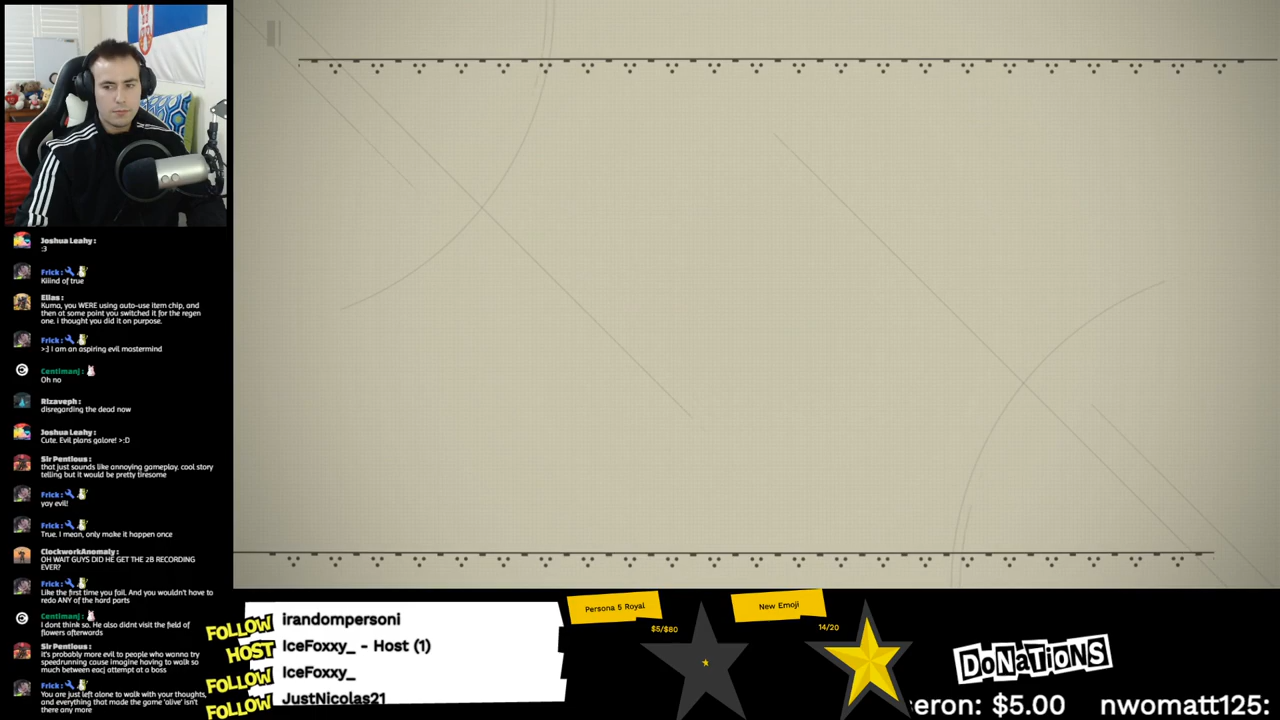 Joshua Leahy :
:3
Frick :
Kiiind of true
Elias :
Kuma, you WERE using auto-use item chip, and
then at some point you switched it for the regen
one. i thought you did it on purpose.
Frick :
>:) I am an aspiring evil mastermind
Centimanj :
Oh no
Rizaveph :
disregarding the dead now
Joshua Leahy :
Cute. Evil plans galore! >:D
Sir Pentious :
that just sounds like annoying gameplay. cool story
telling but it would be pretty tiresome
Frick :
yay evil!
Frick :
True. I mean, only make it happen once
ClockworkAnomaly :
OH WAIT GUYS DID HE GET THE 2B RECORDING
EVER?
Frick :
Like the first time you fail. And you wouldn't have to
redo ANY of the hard parts
Centimanj :
I dont think so. He also didnt visit the field of
flowers afterwards
Sir Pentious :
It's probably more evil to people who wanna try
speedrunning cause imagine having to walk so
much between eacj attempt at a boss
Frick :
You are just left alone to walk with your thoughts,
and everything that made the game 'alive' isn't
there any more
FOLLOW irandompersoni
HOST IceFoxxy_ - Host (1)
FOLLOW IceFoxxy_
FOLLOW JustNicolas21
Persona 5 Royal
$5/$80
New Emoji
14/20
DoNaTioNS
eron: $5.00 nwomatt125: